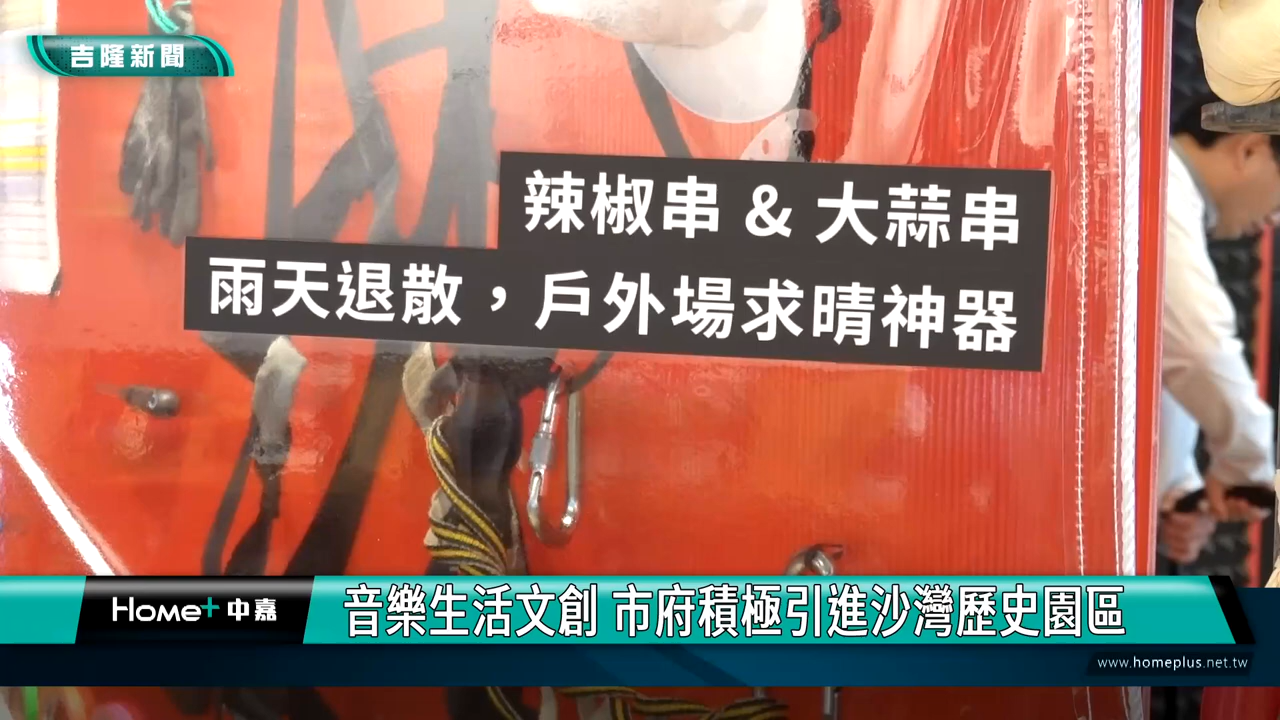 吉隆新聞
辣椒串 & 大蒜串
雨天退散，戶外場求晴神器
Home+ 中嘉
音樂生活文創 市府積極引進沙灣歷史園區
www.homeplus.net.tw